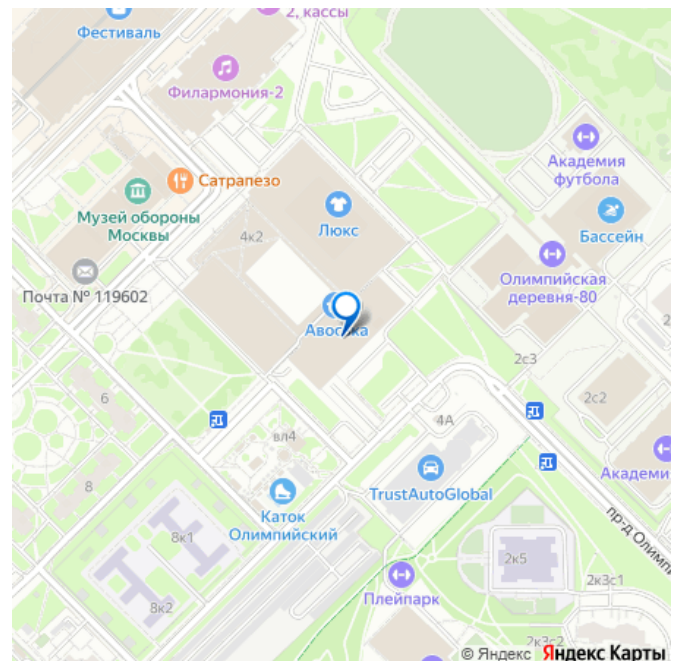 2, кассы
Фестиваль
Филармония-2
Академия
футбола
Сатрапезо
Музей обороны
Москвы
Люкс
Бассейн
4к2
Олимпийская
деревня-80
Почта № 119602
2с3
2с2
6
4А
вл4
Академи
8
TrustAutoGlobal
Каток
Олимпийский
8к1
пр-д Олимпи
2к5
2к3с1
8к2
Плейпарк
2к3с2
© Яндекс Яндекс Карты